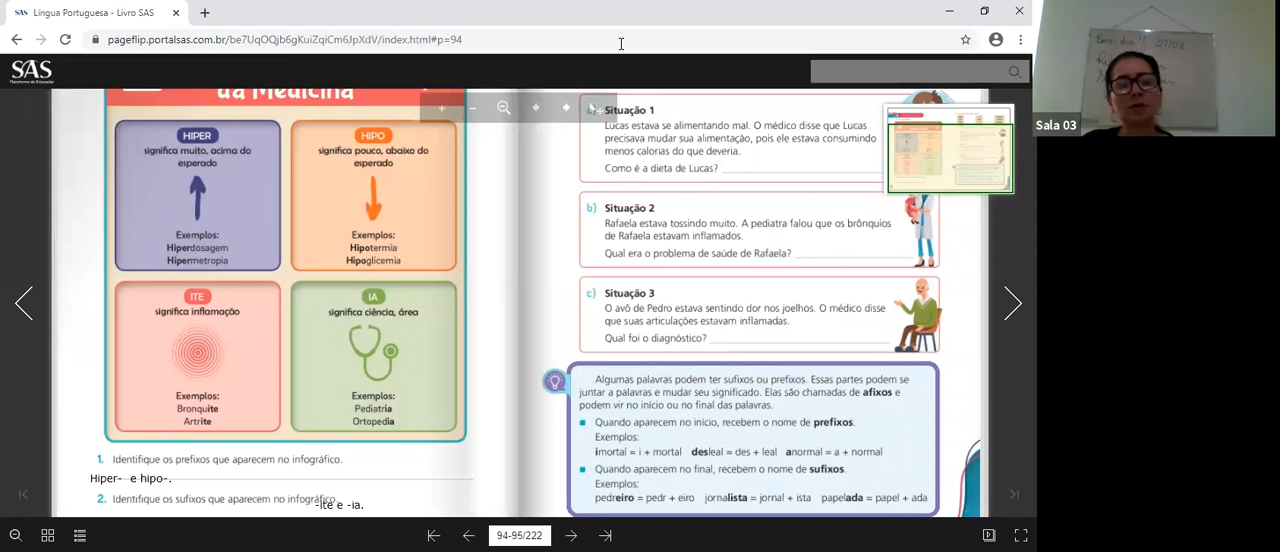 SAS Língua Portuguesa - Livro SAS
pageflip.portalsas.com.br/be7UqOQjb6gKuiZqiCm6JpXdV/index.html#p=94
SAS
Plataforma de Educação
da Medicina
HIPER
significa muito, acima do
esperado
Exemplos:
Hiperdosagem
Hipermetropia
HIPO
significa pouco, abaixo do
esperado
Exemplos:
Hipotermia
Hipoglicemia
ITE
significa inflamação
Exemplos:
Bronquite
Artrite
IA
significa ciência, área
Exemplos:
Pediatria
Ortopedia
1. Identifique os prefixos que aparecem no infográfico.
Hiper- e hipo-.
2. Identifique os sufixos que aparecem no infográfico.
-ite e -ia.
Situação 1
Lucas estava se alimentando mal. O médico disse que Lucas
precisava mudar sua alimentação, pois ele estava consumindo
menos calorias do que deveria.
Como é a dieta de Lucas?
b) Situação 2
Rafaela estava tossindo muito. A pediatra falou que os brônquios
de Rafaela estavam inflamados.
Qual era o problema de saúde de Rafaela?
c) Situação 3
O avô de Pedro estava sentindo dor nos joelhos. O médico disse
que suas articulações estavam inflamadas.
Qual foi o diagnóstico?
Algumas palavras podem ter sufixos ou prefixos. Essas partes podem se
juntar a palavras e mudar seu significado. Elas são chamadas de afixos e
podem vir no início ou no final das palavras.
Quando aparecem no início, recebem o nome de prefixos.
Exemplos:
imortal = i + mortal desleal = des + leal anormal = a + normal
Quando aparecem no final, recebem o nome de sufixos.
Exemplos:
pedreiro = pedr + eiro jornalista = jornal + ista papelada = papel + ada
94-95/222
Bom dia 27/08
Sala 03